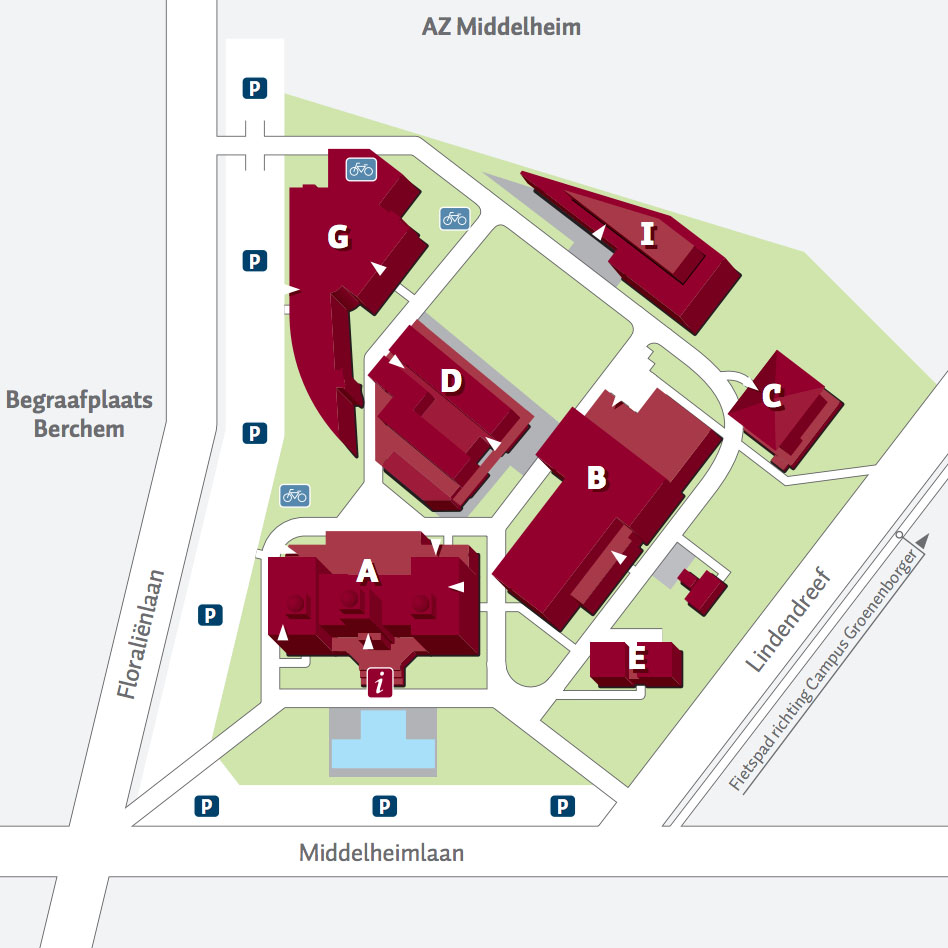 AZ Middelheim
P
G
I
P
D
C
Begraafplaats
Berchem
P
B
A
Floraliënlaan
P
E
Lindendreef
i
Fietspad richting Campus Groenenborger
P
P
P
Middelheimlaan